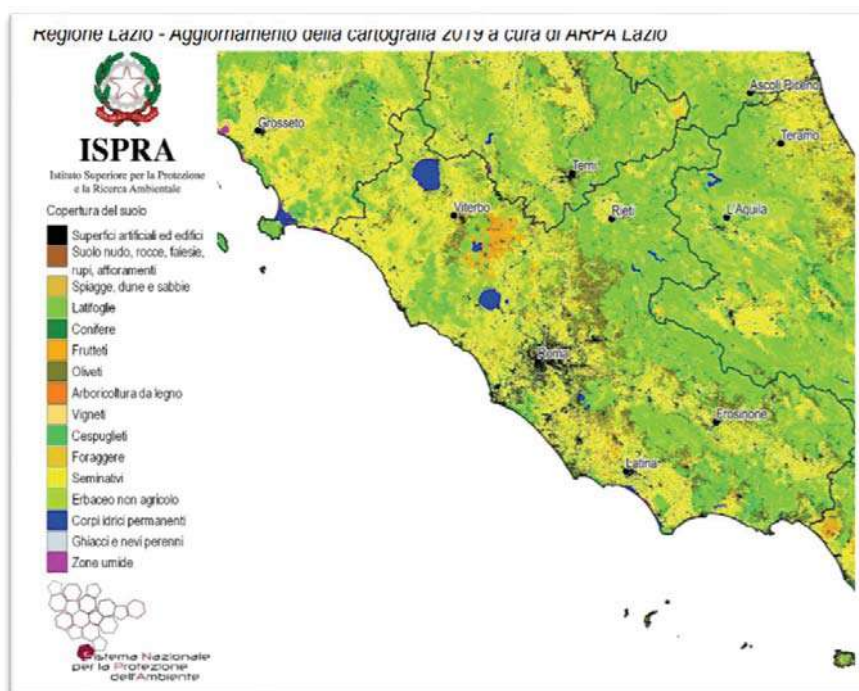 Regione Lazio - Aggiornamento della cartografia 2019 a cura di ARPA Lazio
ISPRA
Istituto Superiore per la Protezione
e la Ricerca Ambientale
Copertura del suolo
Superfici artificiali ed edifici
Suolo nudo, rocce, falesie,
rupi, affioramenti
Spiagge, dune e sabbie
Latifoglie
Conifere
Frutteti
Oliveti
Arboricoltura da legno
Vigneti
Cespuglieti
Foraggere
Seminativi
Erbaceo non agricolo
Corpi idrici permanenti
Ghiacci e nevi perenni
Zone umide
Sistema Nazionale
per la Protezione
dell'Ambiente
Ascoli Piceno
Grosseto
Teramo
Terni
Viterbo
Rieti
L'Aquila
Roma
Frosinone
Latina